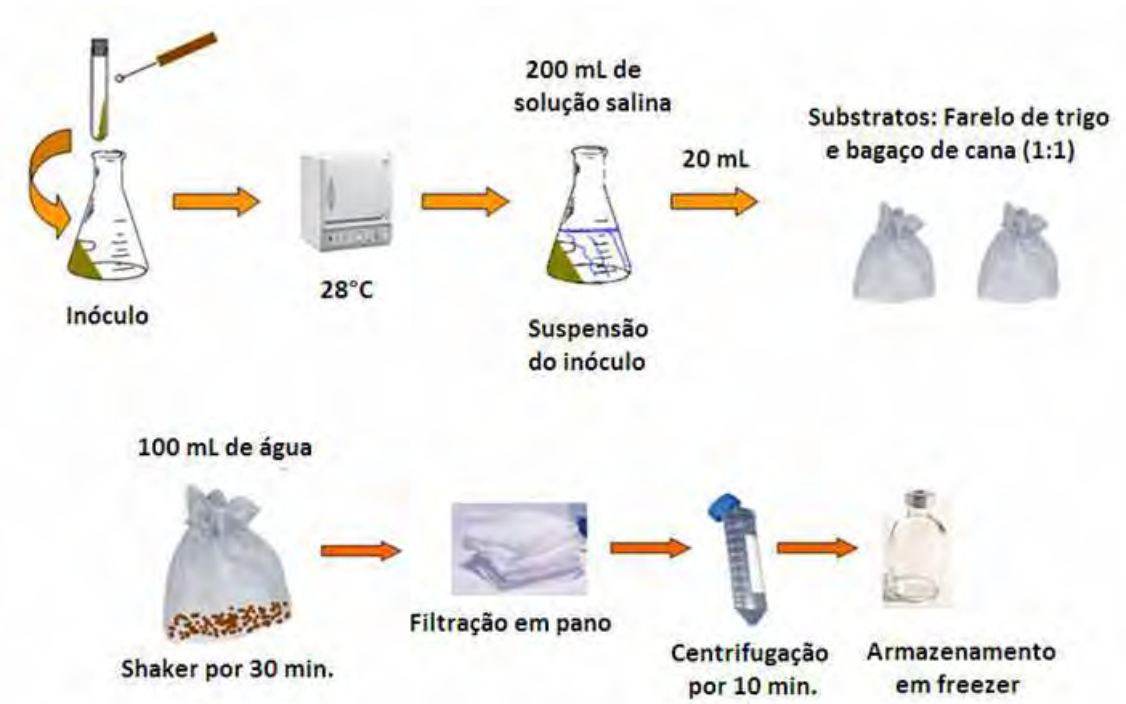 200 mL de
solução salina
Substratos: Farelo de trigo
e bagaço de cana (1:1)
20 mL
28°C
Inóculo
Suspensão
do inóculo
100 mL de água
Filtração em pano
Shaker por 30 min.
Centrifugação
por 10 min.
Armazenamento
em freezer